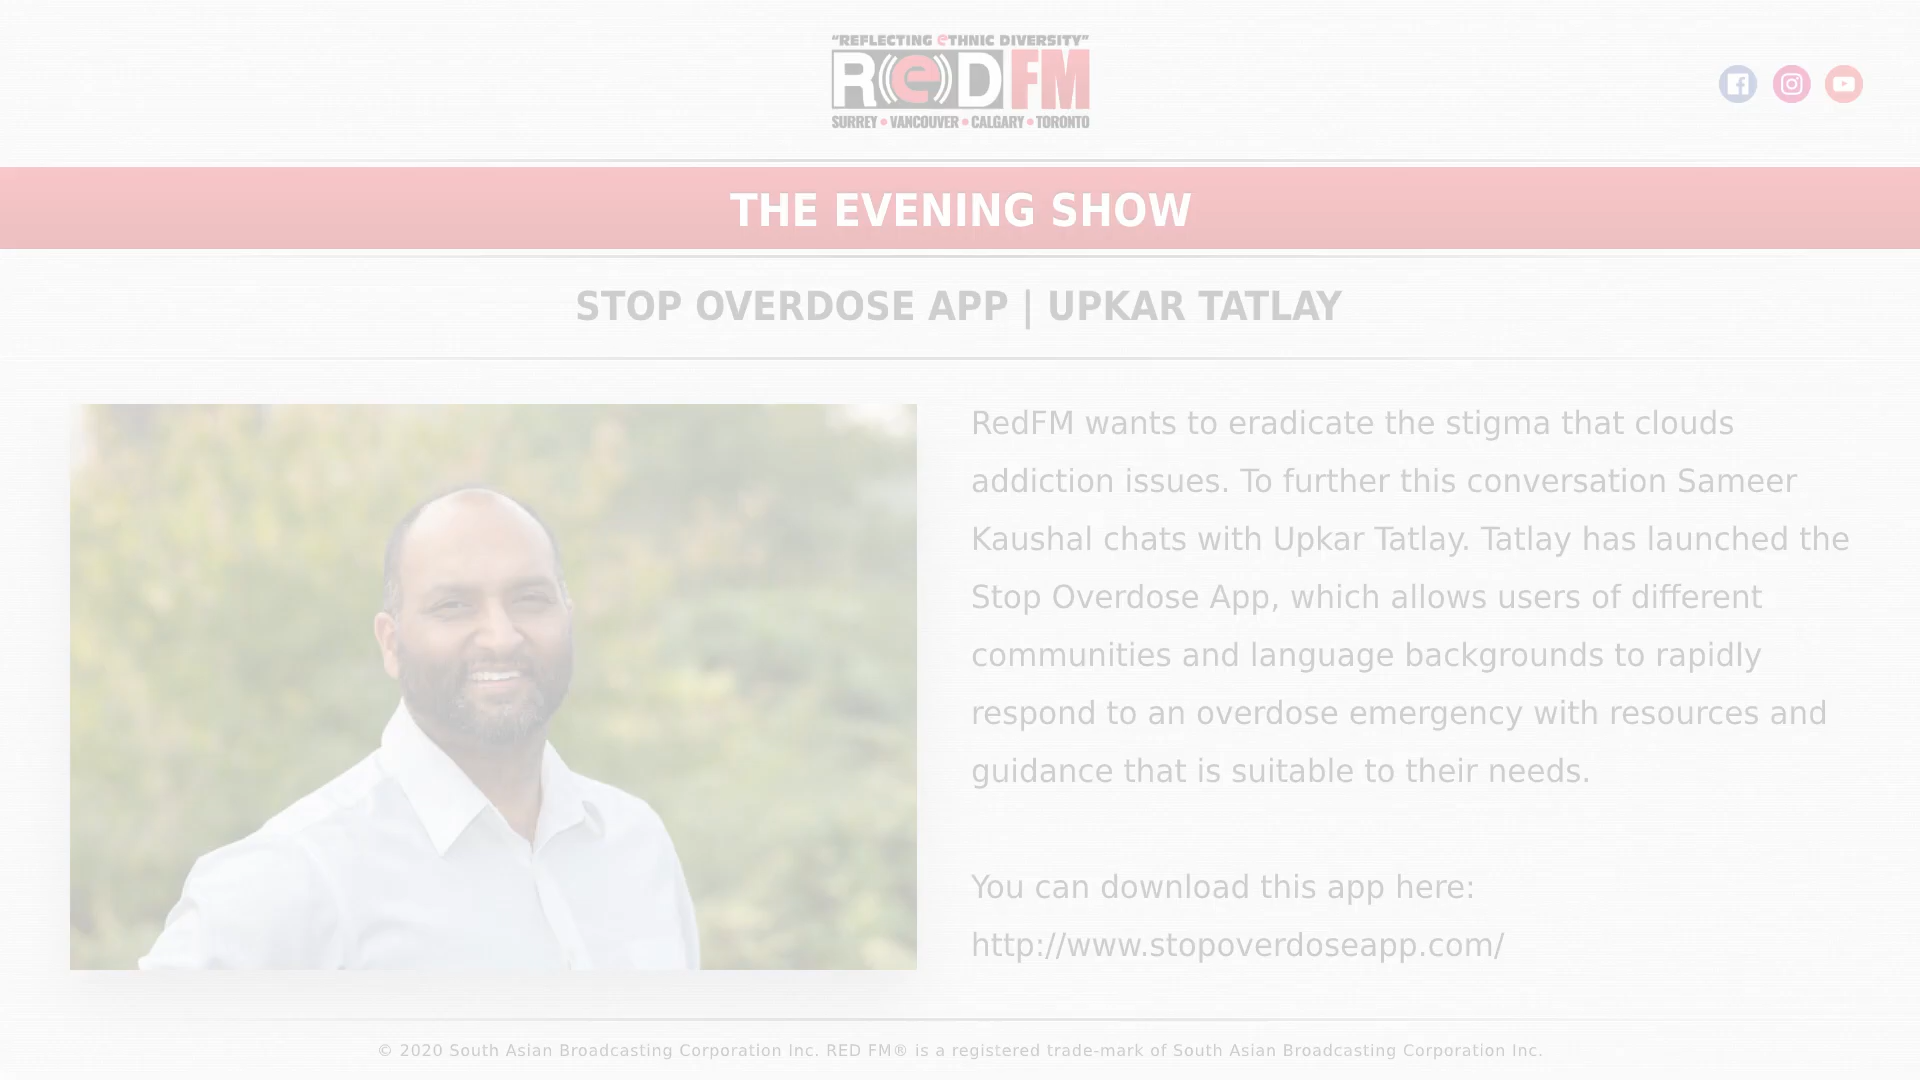 "REFLECTING eTHNIC DIVERSITY"
ReD FM
SURREY • VANCOUVER • CALGARY • TORONTO
THE EVENING SHOW
STOP OVERDOSE APP | UPKAR TATLAY
RedFM wants to eradicate the stigma that clouds
addiction issues. To further this conversation Sameer
Kaushal chats with Upkar Tatlay. Tatlay has launched the
Stop Overdose App, which allows users of different
communities and language backgrounds to rapidly
respond to an overdose emergency with resources and
guidance that is suitable to their needs.
You can download this app here:
http://www.stopoverdoseapp.com/
© 2020 South Asian Broadcasting Corporation Inc. RED FM® is a registered trade-mark of South Asian Broadcasting Corporation Inc.